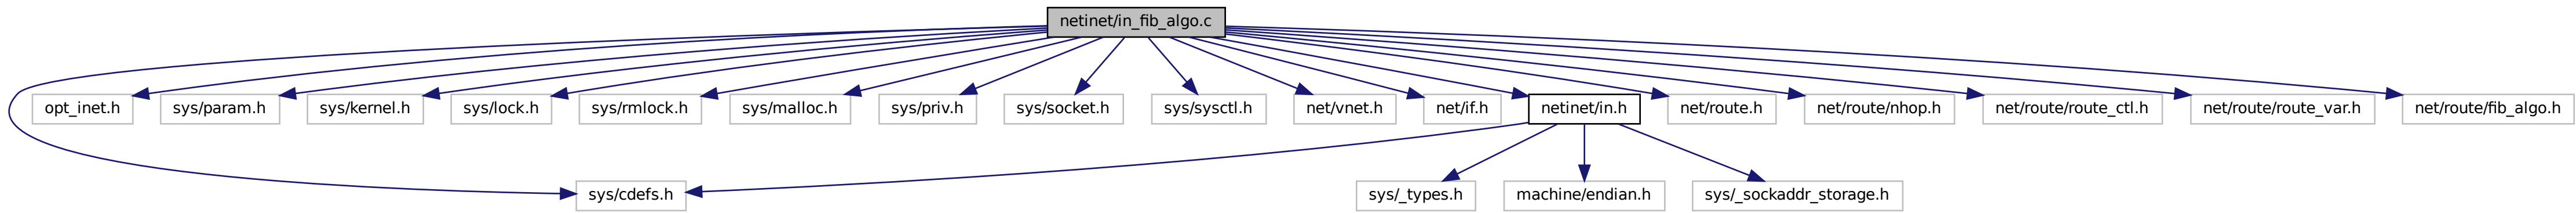 netinet/in_fib_algo.c
opt_inet.h
sys/param.h
sys/kernel.h
sys/lock.h
sys/rmlock.h
sys/malloc.h
sys/priv.h
sys/socket.h
sys/sysctl.h
net/vnet.h
net/if.h
netinet/in.h
net/route.h
net/route/nhop.h
net/route/route_ctl.h
net/route/route_var.h
net/route/fib_algo.h
sys/cdefs.h
sys/_types.h
machine/endian.h
sys/_sockaddr_storage.h